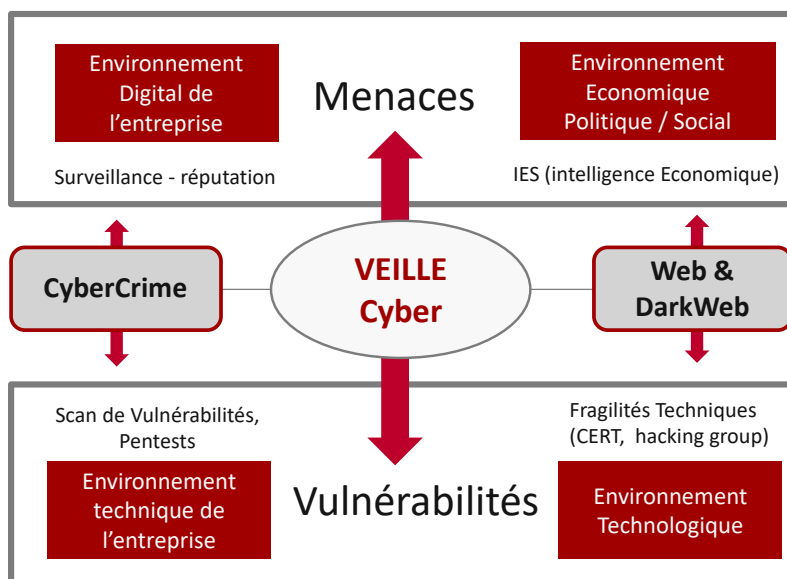 Environnement
Digital de
l’entreprise
Menaces
Environnement
Economique
Politique / Social
Surveillance - réputation
IES (intelligence Economique)
CyberCrime
VEILLE
Cyber
Web &
DarkWeb
Scan de Vulnérabilités,
Pentests
Fragilités Techniques
(CERT, hacking group)
Environnement
technique de
l’entreprise
Vulnérabilités
Environnement
Technologique